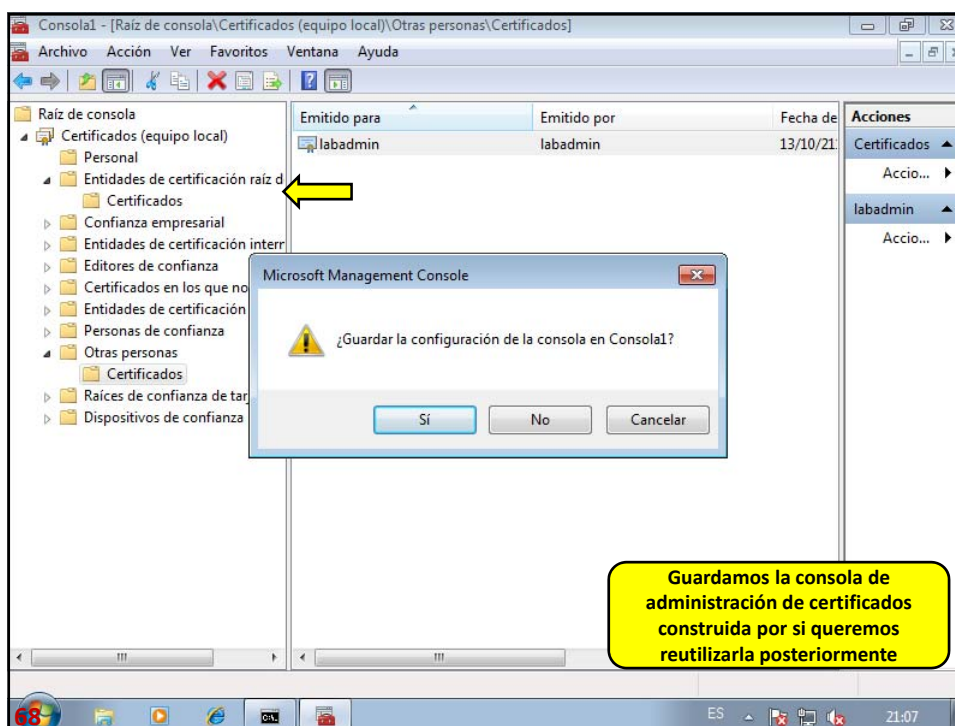 Consola1 - [Raíz de consola\Certificados (equipo local)\Otras personas\Certificados]
Archivo Acción Ver Favoritos Ventana Ayuda
Raíz de consola
Certificados (equipo local)
Personal
Entidades de certificación raíz d
Certificados
Confianza empresarial
Entidades de certificación interr
Editores de confianza
Certificados en los que no
Entidades de certificación
Personas de confianza
Otras personas
Certificados
Raíces de confianza de tar
Dispositivos de confianza
Emitido para Emitido por Fecha de
labadmin labadmin 13/10/21
Acciones
Certificados
Accio...
labadmin
Accio...
Microsoft Management Console
¿Guardar la configuración de la consola en Consola1?
Sí No Cancelar
Guardamos la consola de
administración de certificados
construida por si queremos
reutilizarla posteriormente
68
C:\.
ES 21:07